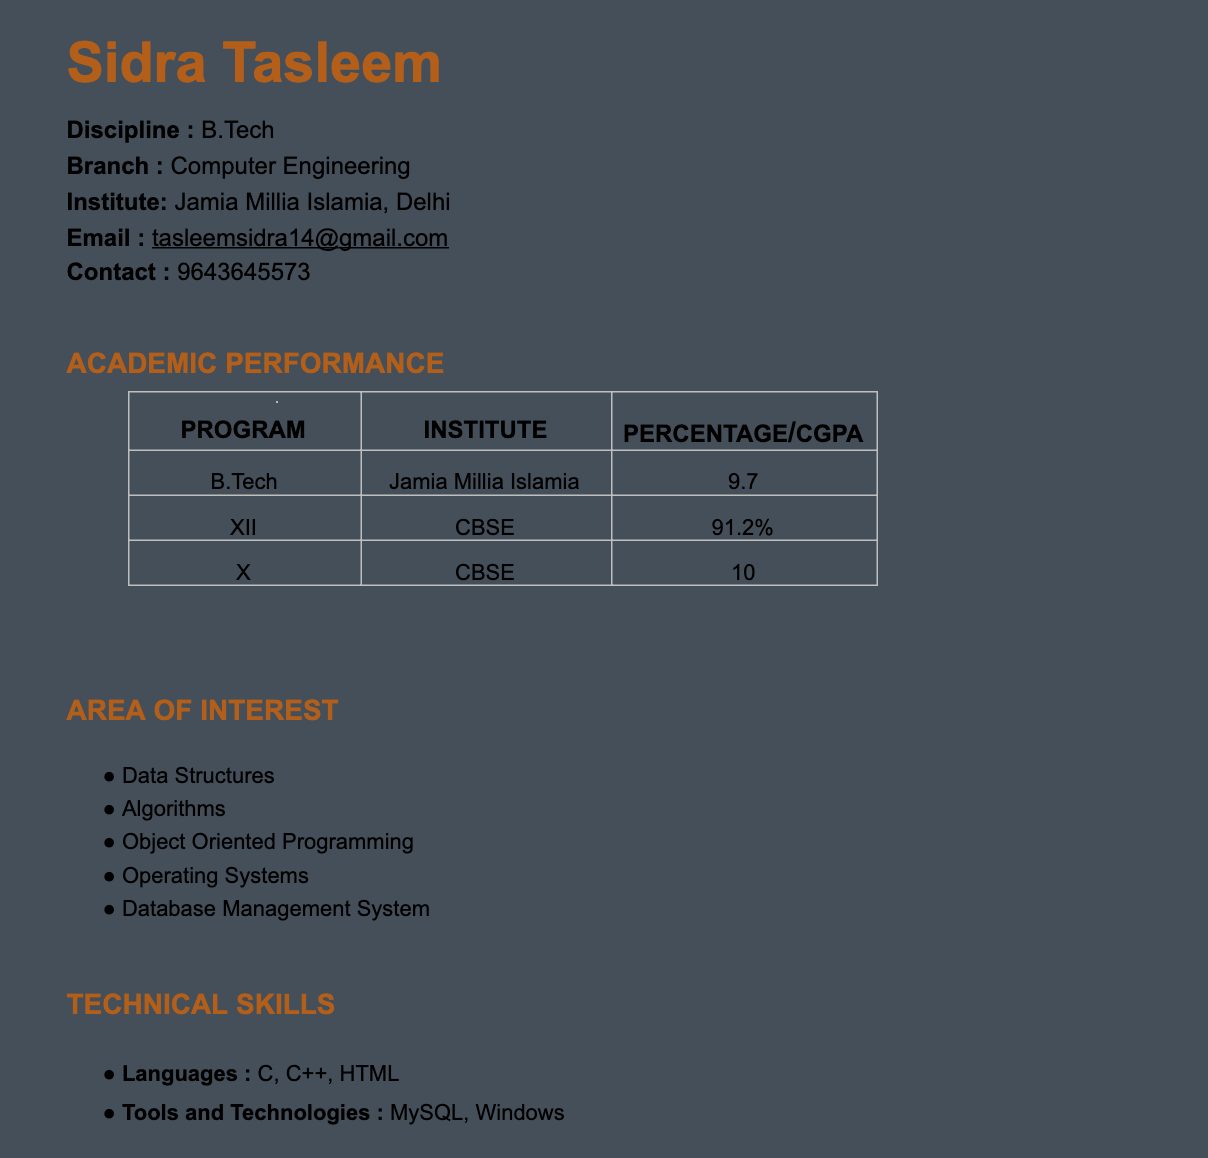 Sidra Tasleem
Discipline : B.Tech
Branch : Computer Engineering
Institute: Jamia Millia Islamia, Delhi
Email : tasleemsidra14@gmail.com
Contact : 9643645573
ACADEMIC PERFORMANCE
PROGRAM INSTITUTE PERCENTAGE/CGPA
B.Tech Jamia Millia Islamia 9.7
XII CBSE 91.2%
X CBSE 10
AREA OF INTEREST
● Data Structures
● Algorithms
● Object Oriented Programming
● Operating Systems
● Database Management System
TECHNICAL SKILLS
● Languages : C, C++, HTML
● Tools and Technologies : MySQL, Windows